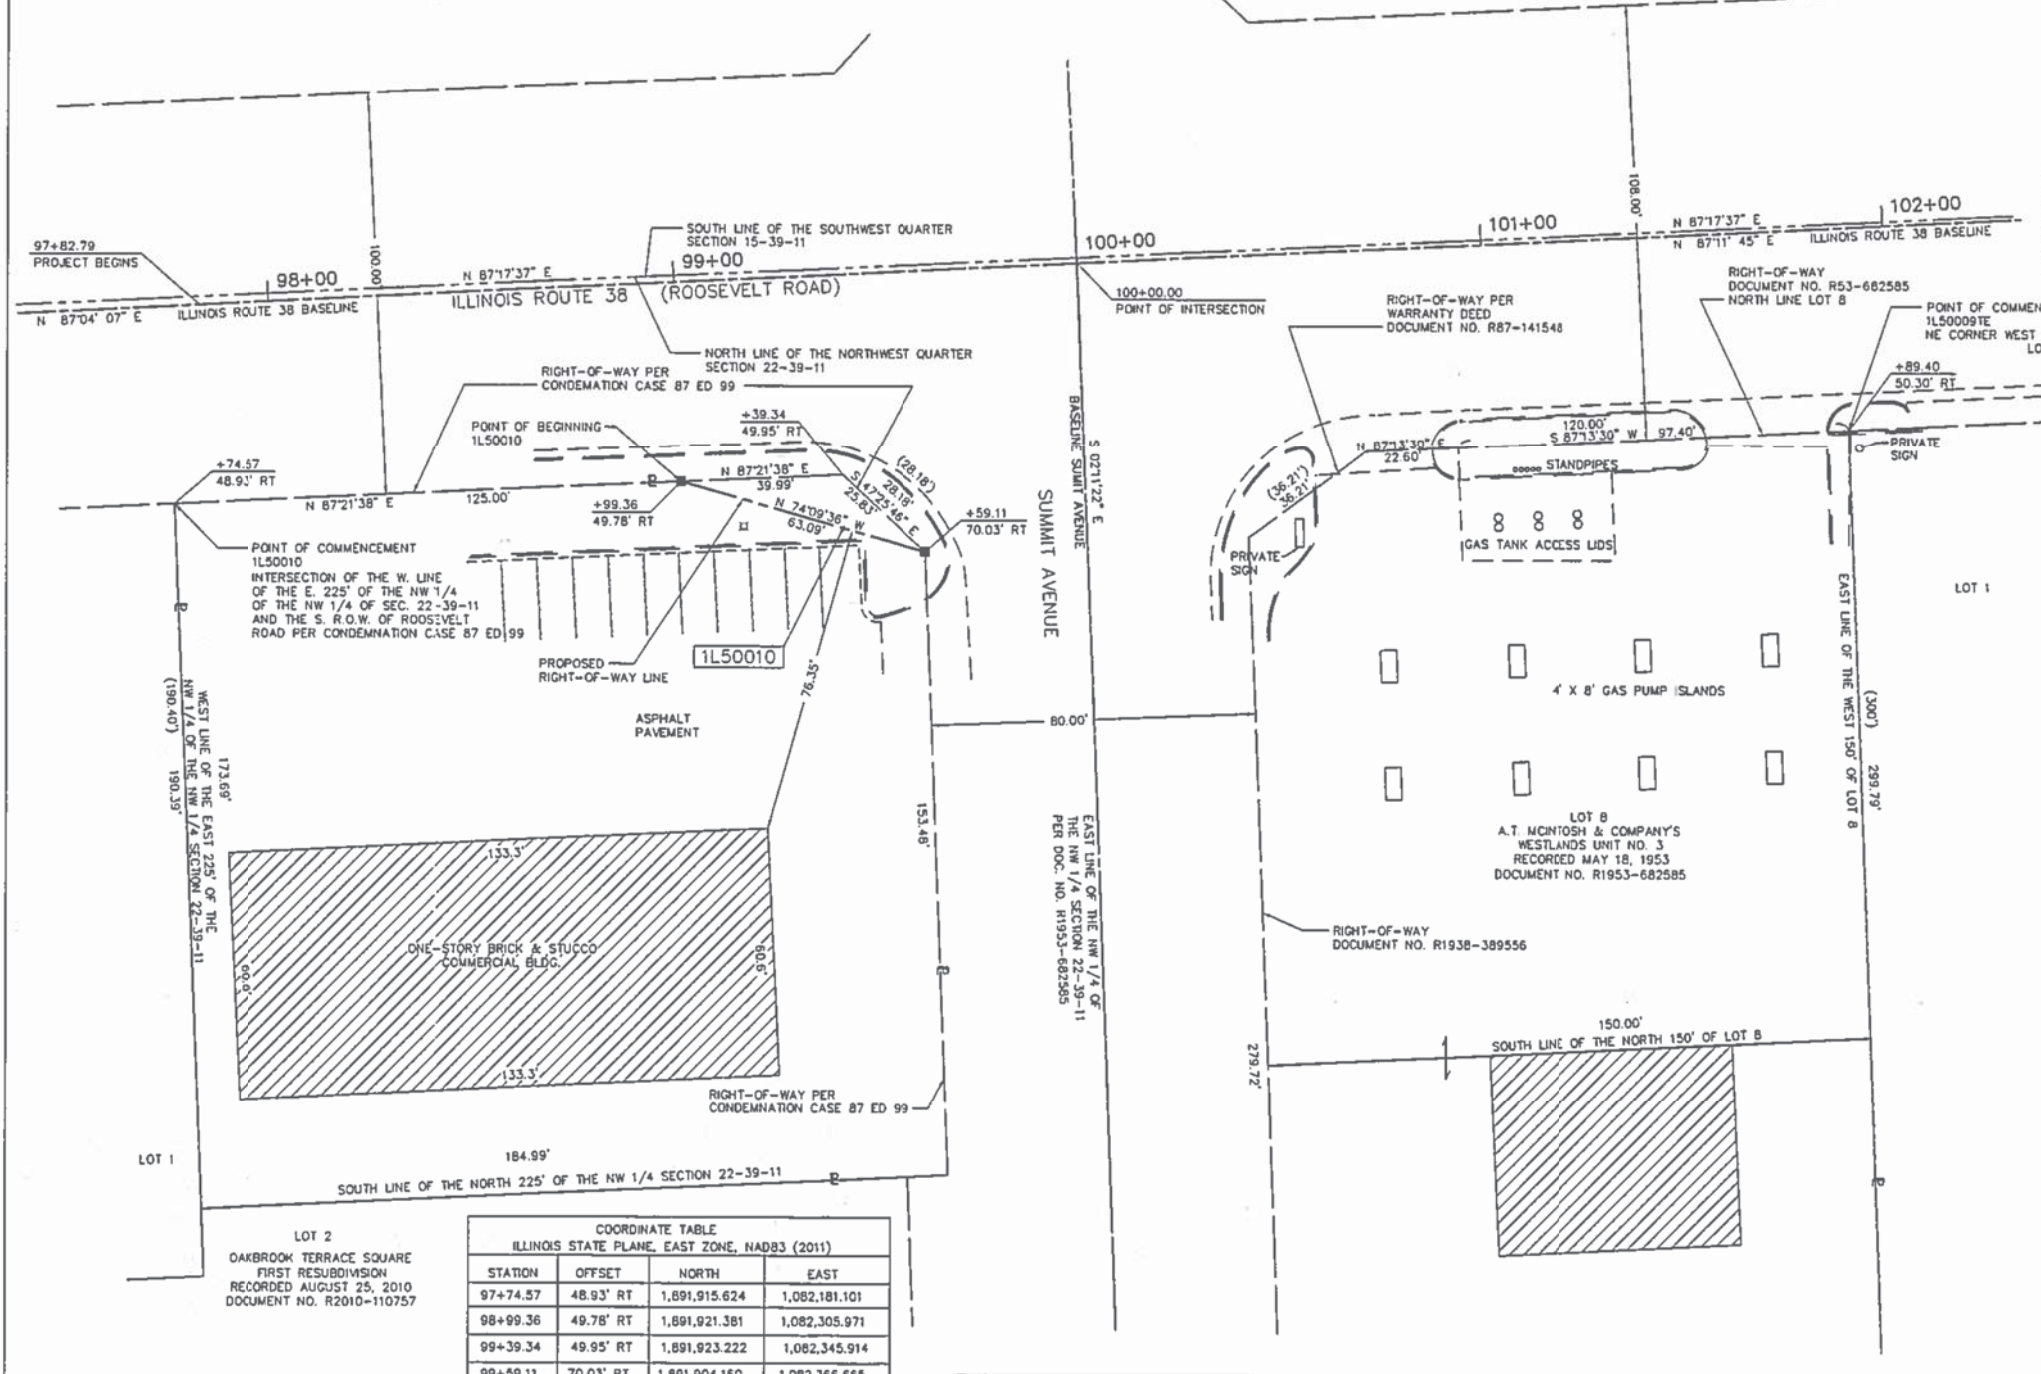 97+82.79
PROJECT BEGINS
98+00
100.00'
N 87°17'37" E
SOUTH LINE OF THE SOUTHWEST QUARTER
SECTION 15-39-11
99+00
100+00
101+00
108.00'
N 87°17'37" E
102+00
N 87°04' 07" E
ILLINOIS ROUTE 38 BASELINE
ILLINOIS ROUTE 38 (ROOSEVELT ROAD)
100+00.00
POINT OF INTERSECTION
N 87°11' 45" E
ILLINOIS ROUTE 38 BASELINE
NORTH LINE OF THE NORTHWEST QUARTER
SECTION 22-39-11
RIGHT-OF-WAY PER
CONDEMATION CASE 87 ED 99
RIGHT-OF-WAY PER
WARRANTY DEED
DOCUMENT NO. R87-141548
RIGHT-OF-WAY
DOCUMENT NO. R53-682585
NORTH LINE LOT 8
POINT OF COMMEN
1L50009TE
NE CORNER WEST
LO
+89.40
50.30' RT
POINT OF BEGINNING
1L50010
+39.34
49.95' RT
+74.57
48.93' RT
N 87°21'38" E
125.00'
N 87°21'38" E
39.99'
+99.36
49.78' RT
N 74°09'36" W
63.09'
S 47°25'46" E
25.83'
28.18'
(28.18')
+59.11
70.03' RT
BASELINE SUMIT AVENUE
S 02°11'22" E
SUMMIT AVENUE
(36.21')
36.21'
N 87°13'30" E
22.60'
120.00'
S 87°13'30" W
97.40'
STANDPIPES
GAS TANK ACCESS LIDS
PRIVATE
SIGN
PRIVATE
SIGN
POINT OF COMMENCEMENT
1L50010
INTERSECTION OF THE W. LINE
OF THE E. 225' OF THE NW 1/4
OF THE NW 1/4 OF SEC. 22-39-11
AND THE S. R.O.W. OF ROOSEVELT
ROAD PER CONDEMNATION CASE 87 ED 99
PROPOSED
RIGHT-OF-WAY LINE
1L50010
76.35'
ASPHALT
PAVEMENT
80.00'
153.48'
4' X 8' GAS PUMP ISLANDS
LOT 1
EAST LINE OF THE WEST 150' OF LOT 8
(300')
299.79'
173.69'
WEST LINE OF THE EAST 225' OF THE
NW 1/4 OF THE NW 1/4 SECTION 22-39-11
(190.40')
190.39'
133.3'
ONE-STORY BRICK & STUCCO
COMMERCIAL BLDG.
60.6'
60.6'
133.3'
EAST LINE OF THE NW 1/4 OF
THE NW 1/4 SECTION 22-39-11
PER DOC. NO. R1953-682585
LOT 8
A.T. MCINTOSH & COMPANY'S
WESTLANDS UNIT NO. 3
RECORDED MAY 18, 1953
DOCUMENT NO. R1953-682585
RIGHT-OF-WAY
DOCUMENT NO. R1938-389556
279.72'
150.00'
SOUTH LINE OF THE NORTH 150' OF LOT 8
RIGHT-OF-WAY PER
CONDEMNATION CASE 87 ED 99
LOT 1
184.99'
SOUTH LINE OF THE NORTH 225' OF THE NW 1/4 SECTION 22-39-11
LOT 2
OAKBROOK TERRACE SQUARE
FIRST RESUBDIVISION
RECORDED AUGUST 25, 2010
DOCUMENT NO. R2010-110757
COORDINATE TABLE
ILLINOIS STATE PLANE, EAST ZONE, NAD83 (2011)
STATION OFFSET NORTH EAST
97+74.57 48.93' RT 1,891,915.624 1,082,181.101
98+99.36 49.78' RT 1,891,921.381 1,082,305.971
99+39.34 49.95' RT 1,891,923.222 1,082,345.914
99+59.11 70.03' RT